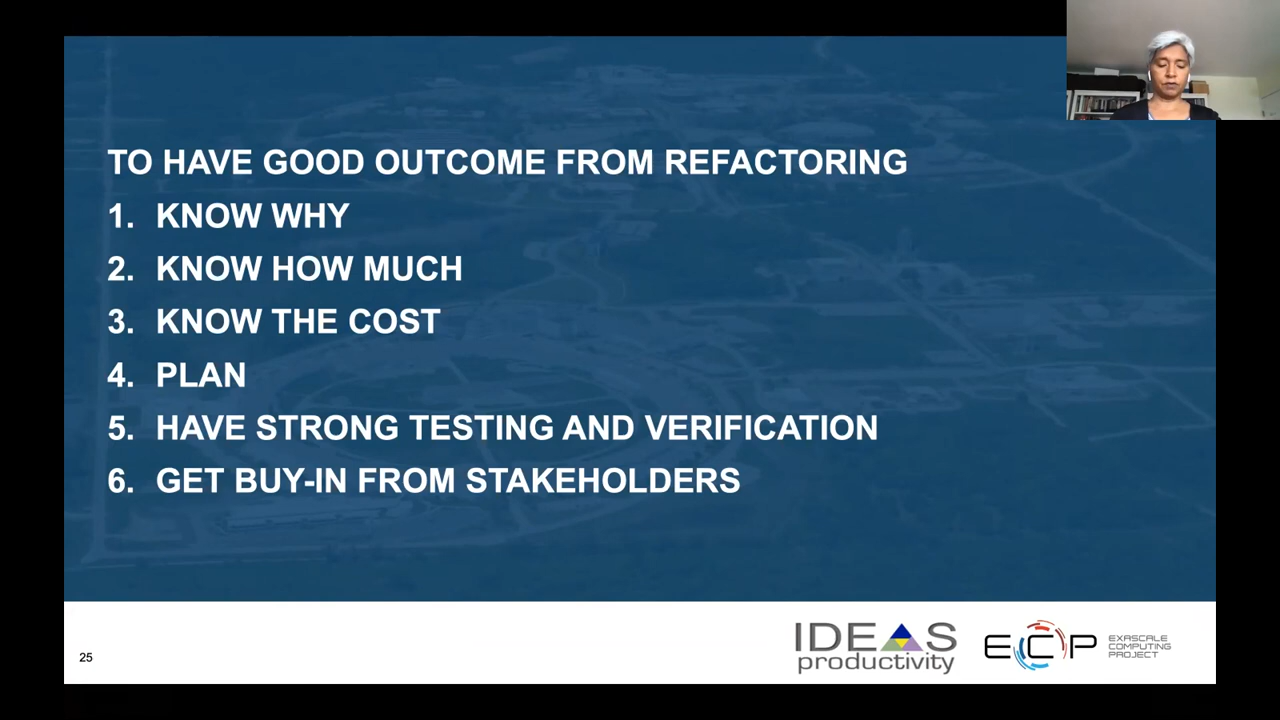 TO HAVE GOOD OUTCOME FROM REFACTORING
1. KNOW WHY
2. KNOW HOW MUCH
3. KNOW THE COST
4. PLAN
5. HAVE STRONG TESTING AND VERIFICATION
6. GET BUY-IN FROM STAKEHOLDERS
25
IDEAS
productivity
ECP
EXASCALE
COMPUTING
PROJECT